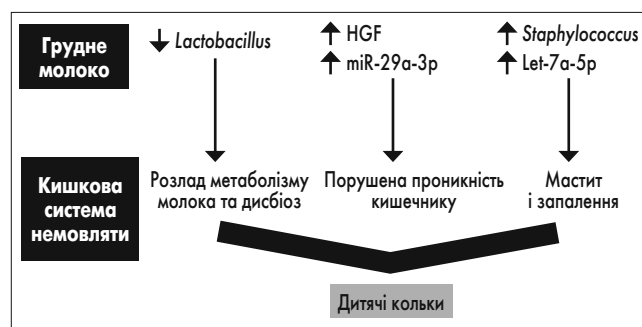 Грудне
молоко
↓ Lactobacillus
↑ HGF
↑ miR-29a-3p
↑ Staphylococcus
↑ Let-7a-5p
Кишкова
система
немовляти
Розлад метаболізму
молока та дисбіоз
Порушена проникність
кишечнику
Мастит
і запалення
Дитячі кольки